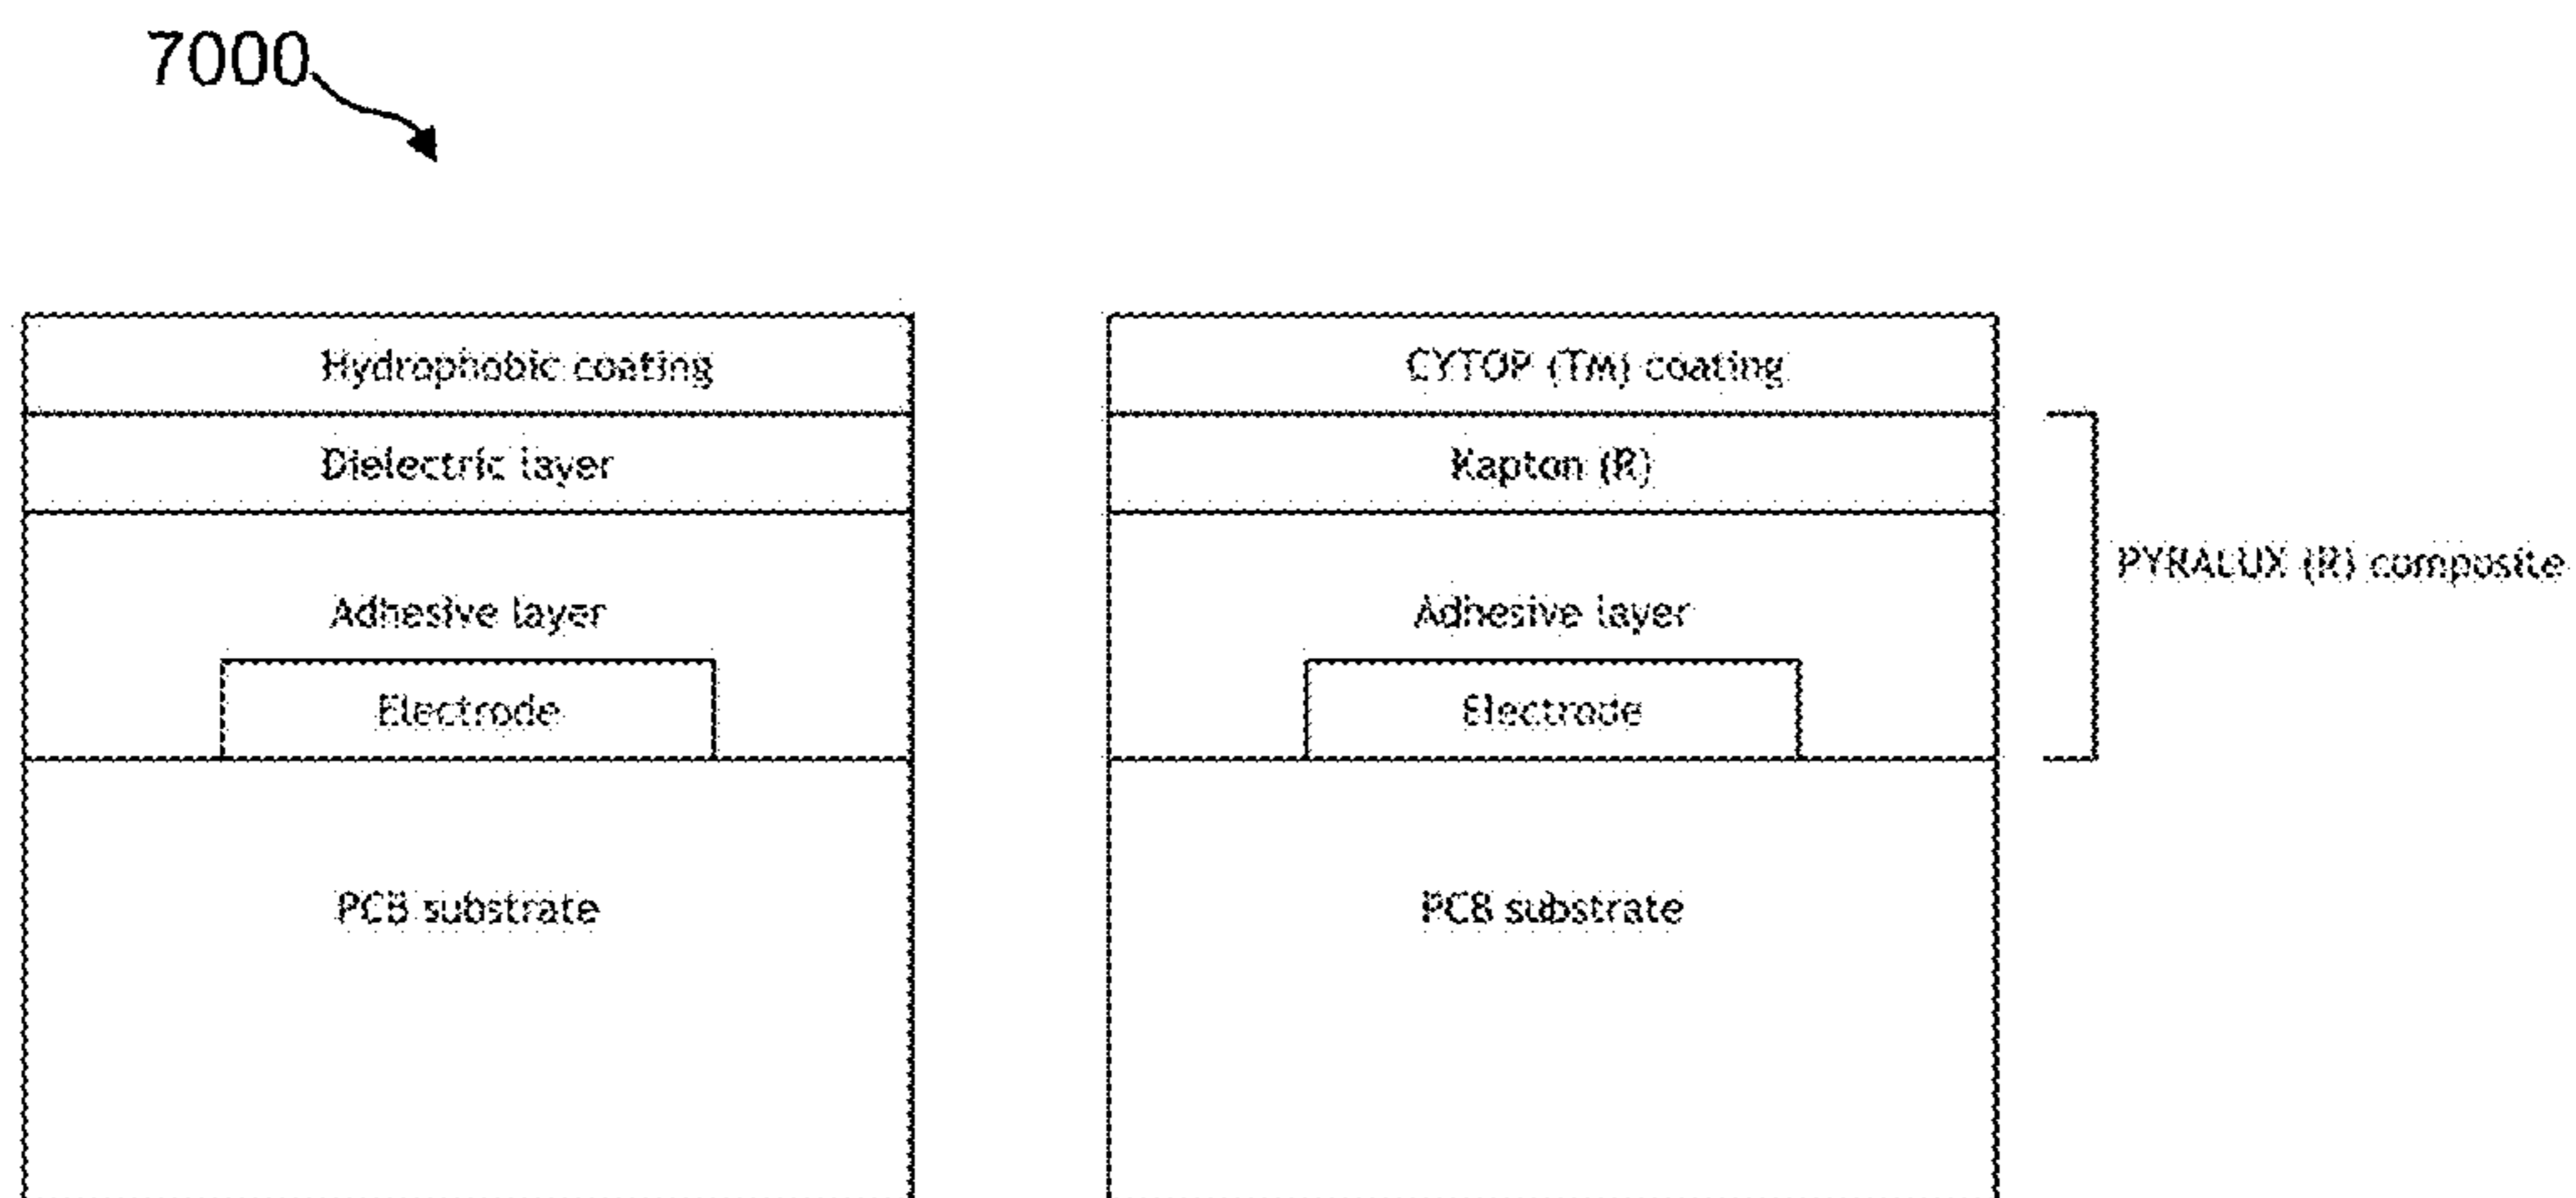 7000
Hydrophobic coating
Dielectric layer
Adhesive layer
Electrode
PCB substrate
CYTOP (TM) coating
Kapton (R)
Adhesive layer
Electrode
PCB substrate
PYRALUX (R) composite